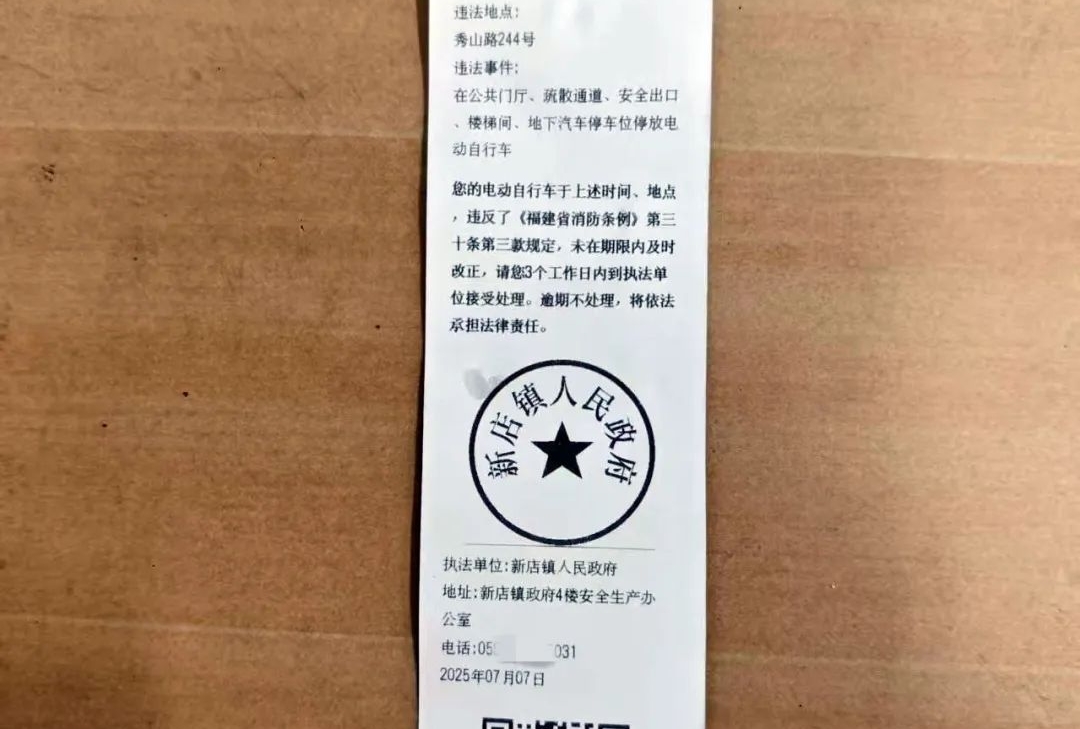 违法地点:
秀山路244号
违法事件:
在公共门厅、疏散通道、安全出口
、楼梯间、地下汽车停车位停放电
动自行车
您的电动自行车于上述时间、地点
，违反了《福建省消防条例》第三
十条第三款规定，未在期限内及时
改正，请您3个工作日内到执法单
位接受处理。逾期不处理，将依法
承担法律责任。
新店镇人民政府
执法单位:新店镇人民政府
地址:新店镇政府4楼安全生产办
公室
电话:05 031
2025年07月07日